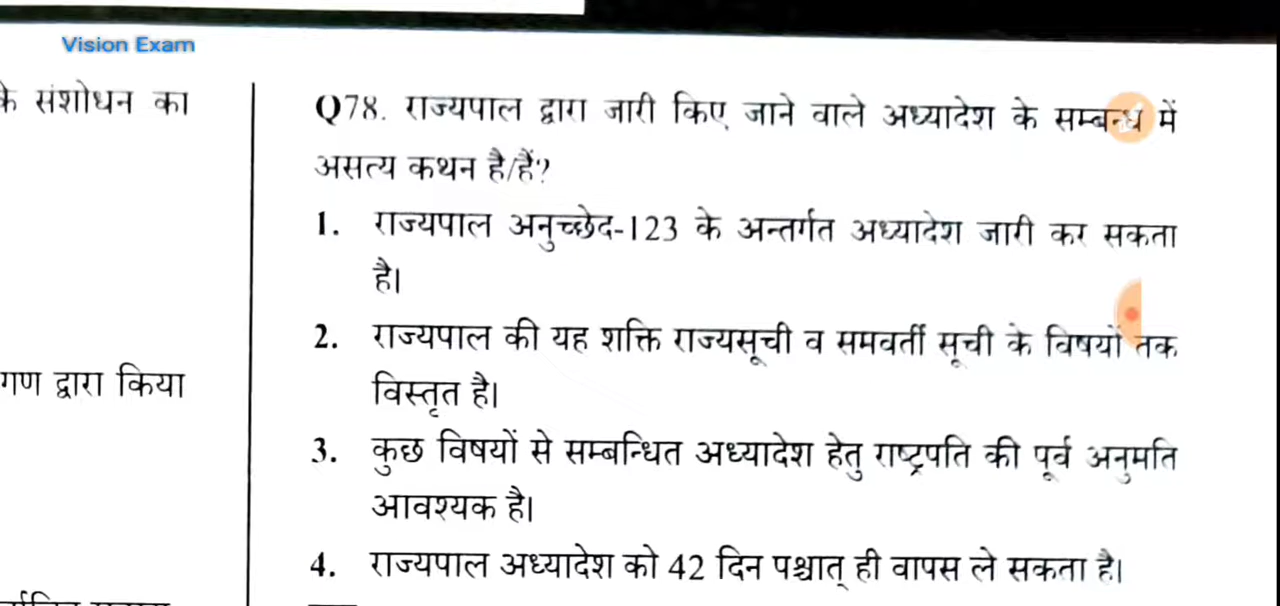 Vision Exam
के संशोधन का
गण द्वारा किया
Q78. राज्यपाल द्वारा जारी किए जाने वाले अध्यादेश के सम्बन्ध में
असत्य कथन है/हैं?
1. राज्यपाल अनुच्छेद-123 के अन्तर्गत अध्यादेश जारी कर सकता
है।
2. राज्यपाल की यह शक्ति राज्यसूची व समवर्ती सूची के विषयों तक
विस्तृत है।
3. कुछ विषयों से सम्बन्धित अध्यादेश हेतु राष्ट्रपति की पूर्व अनुमति
आवश्यक है।
4. राज्यपाल अध्यादेश को 42 दिन पश्चात् ही वापस ले सकता है।